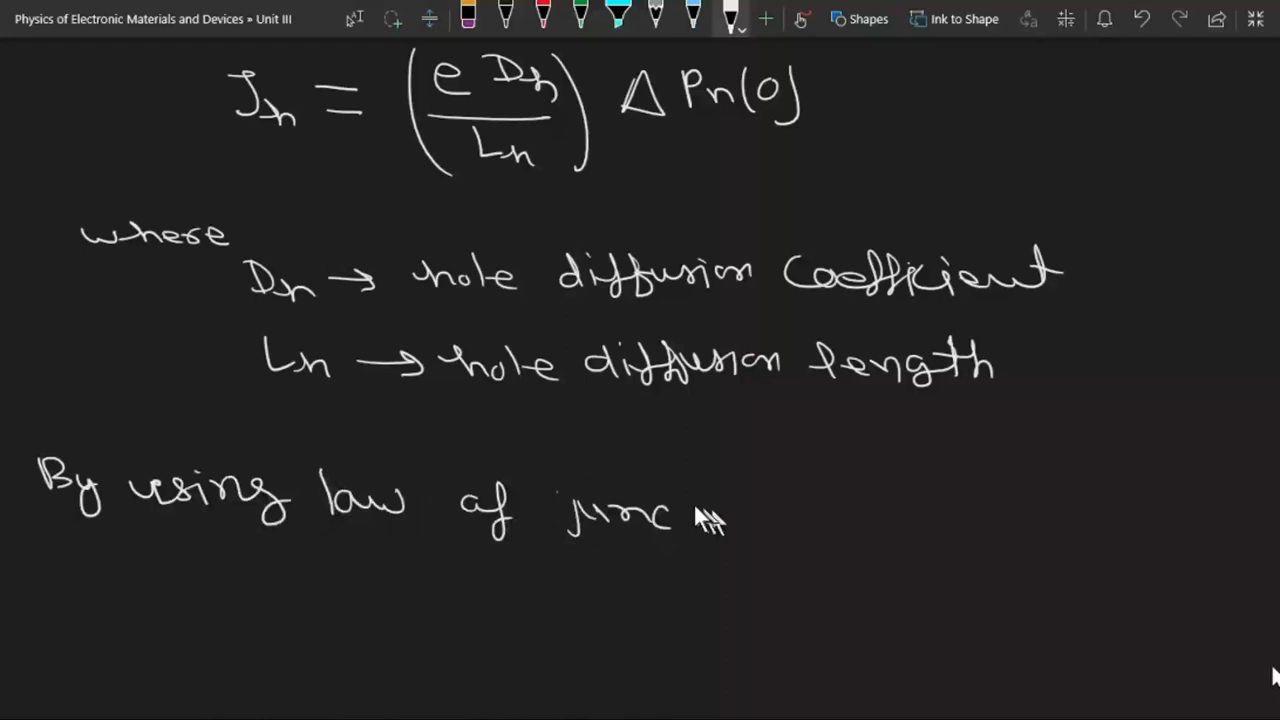 Physics of Electronic Materials and Devices » Unit III
Shapes
Ink to Shape
Jh = (e Dh / Lh) Δ Pn(0)
where
Dh → hole diffusion Coefficient
Lh → hole diffusion length
By using law of junc